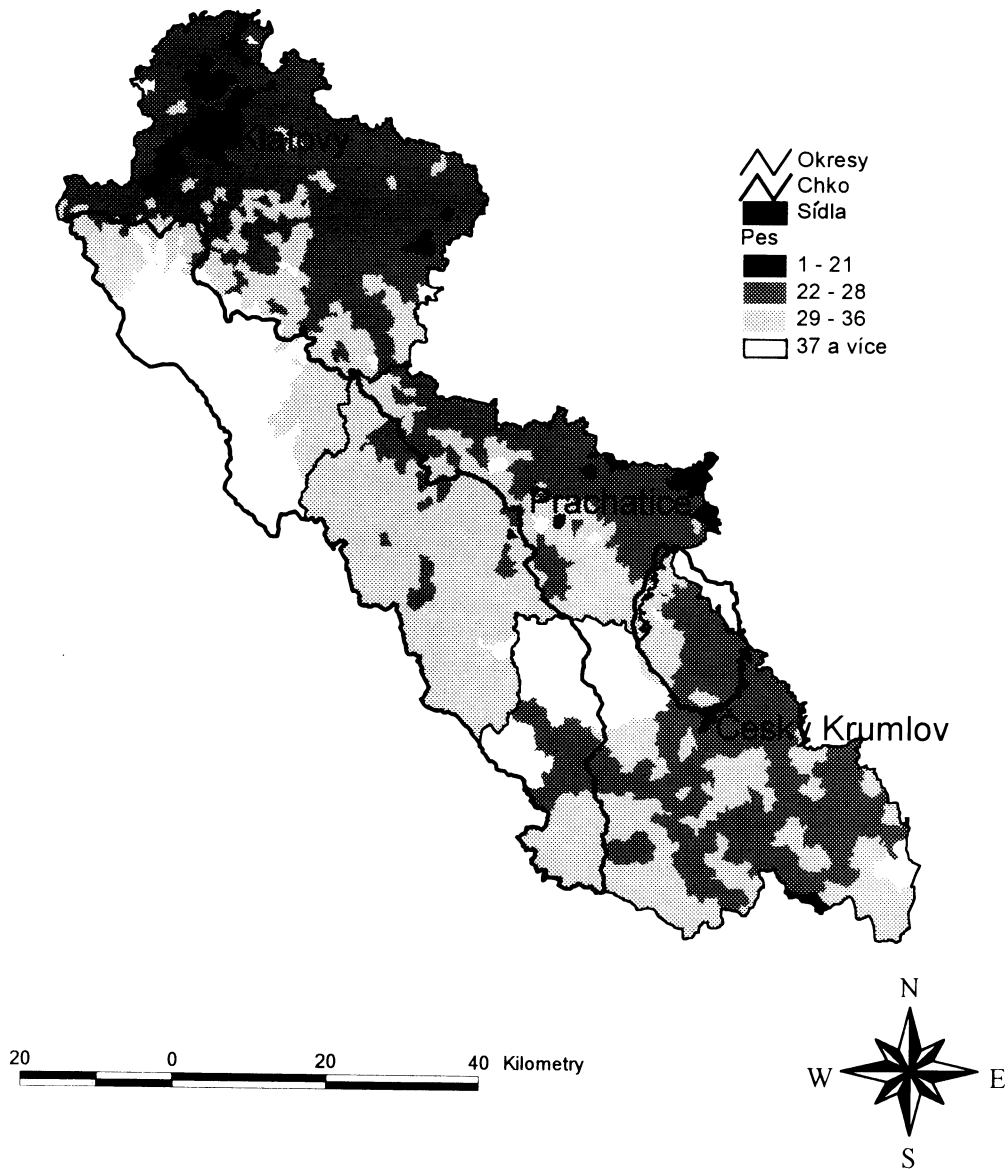 Klatovy
Okresy
Chko
Sídla
Pes
1 - 21
22 - 28
29 - 36
37 a více
Prachatice
Český Krumlov
20 0 20 40 Kilometry
N
W E
S